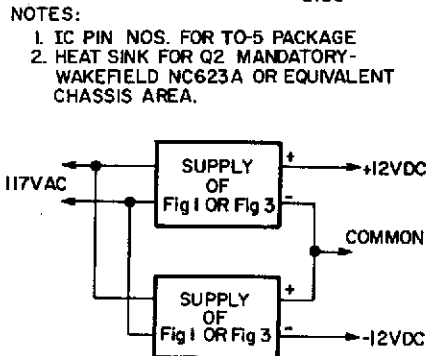 NOTES:
1. IC PIN NOS. FOR TO-5 PACKAGE
2. HEAT SINK FOR Q2 MANDATORY-
WAKEFIELD NC623A OR EQUIVALENT
CHASSIS AREA.
SUPPLY
OF
Fig 1 OR Fig 3
+
-
117VAC
+12VDC
COMMON
SUPPLY
OF
Fig 1 OR Fig 3
+
-
-12VDC